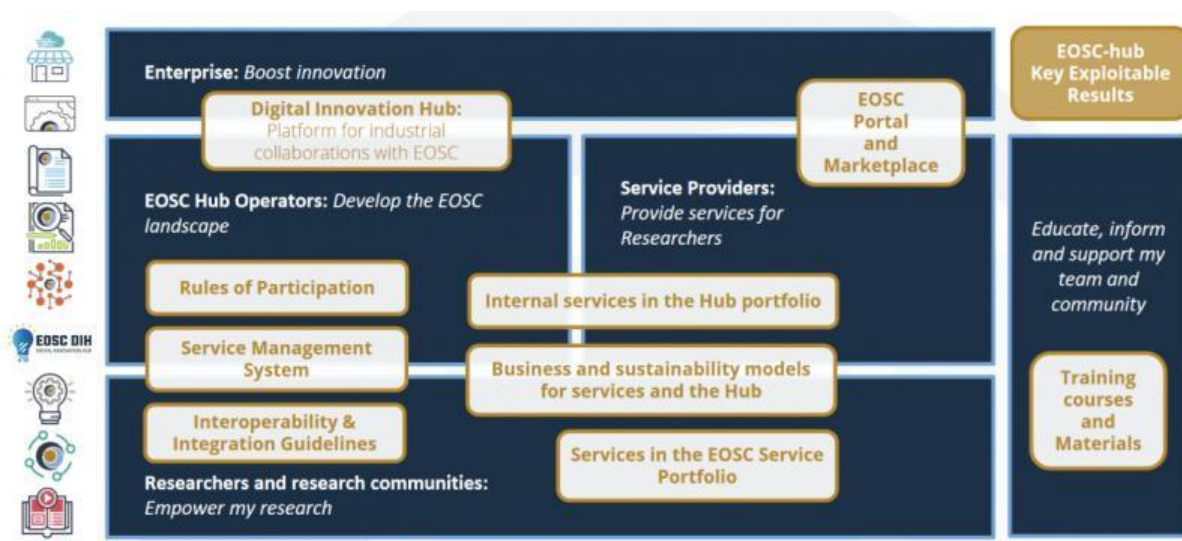 Enterprise: Boost innovation
EOSC-hub
Key Exploitable
Results
Digital Innovation Hub:
Platform for industrial
collaborations with EOSC
EOSC
Portal
and
Marketplace
EOSC Hub Operators: Develop the EOSC
landscape
Service Providers:
Provide services for
Researchers
Educate, inform
and support my
team and
community
Rules of Participation
Internal services in the Hub portfolio
Service Management
System
Business and sustainability models
for services and the Hub
Training
courses
and
Materials
Interoperability &
Integration Guidelines
Services in the EOSC Service
Portfolio
Researchers and research communities:
Empower my research
EOSC DIH
DIGITAL INNOVATION HUB